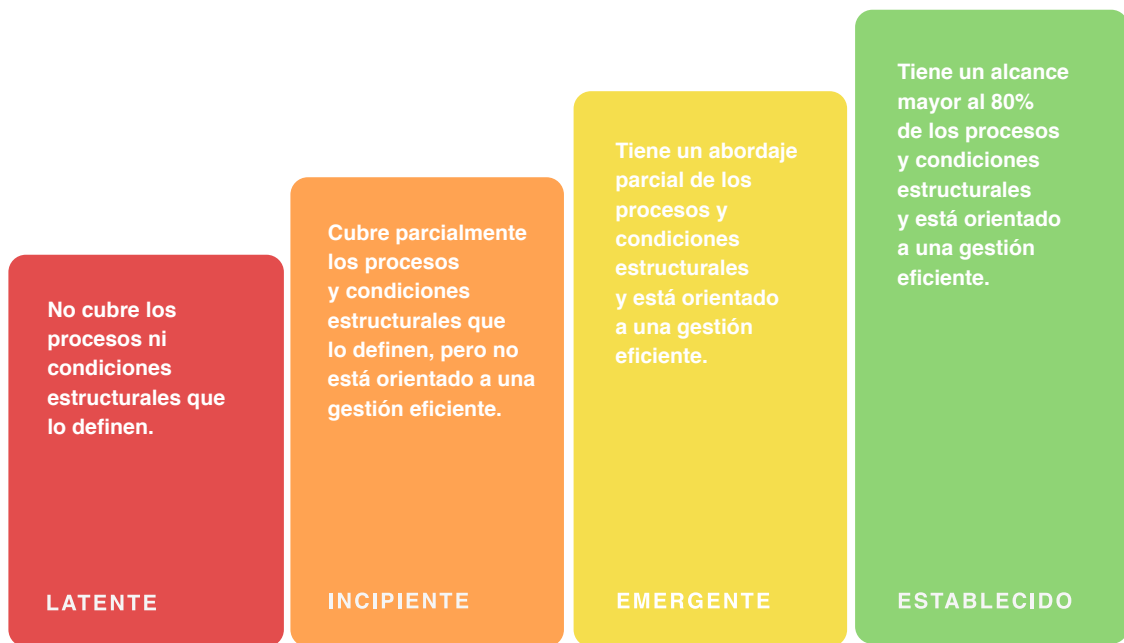 No cubre los
procesos ni
condiciones
estructurales que
lo definen.
LATENTE
Cubre parcialmente
los procesos
y condiciones
estructurales que
lo definen, pero no
está orientado a una
gestión eficiente.
INCIPIENTE
Tiene un abordaje
parcial de los
procesos y
condiciones
estructurales
y está orientado
a una gestión
eficiente.
EMERGENTE
Tiene un alcance
mayor al 80%
de los procesos
y condiciones
estructurales
y está orientado
a una gestión
eficiente.
ESTABLECIDO